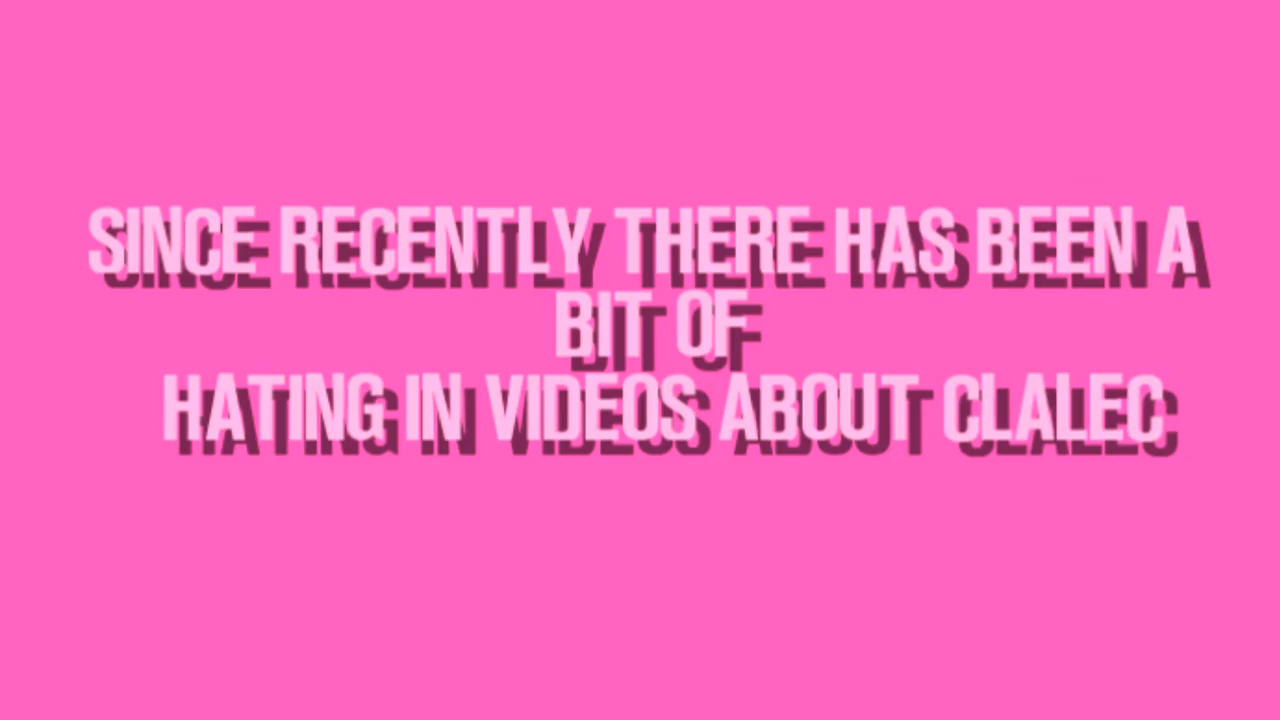 SINCE RECENTLY THERE HAS BEEN A
BIT OF
HATING IN VIDEOS ABOUT CLALEC